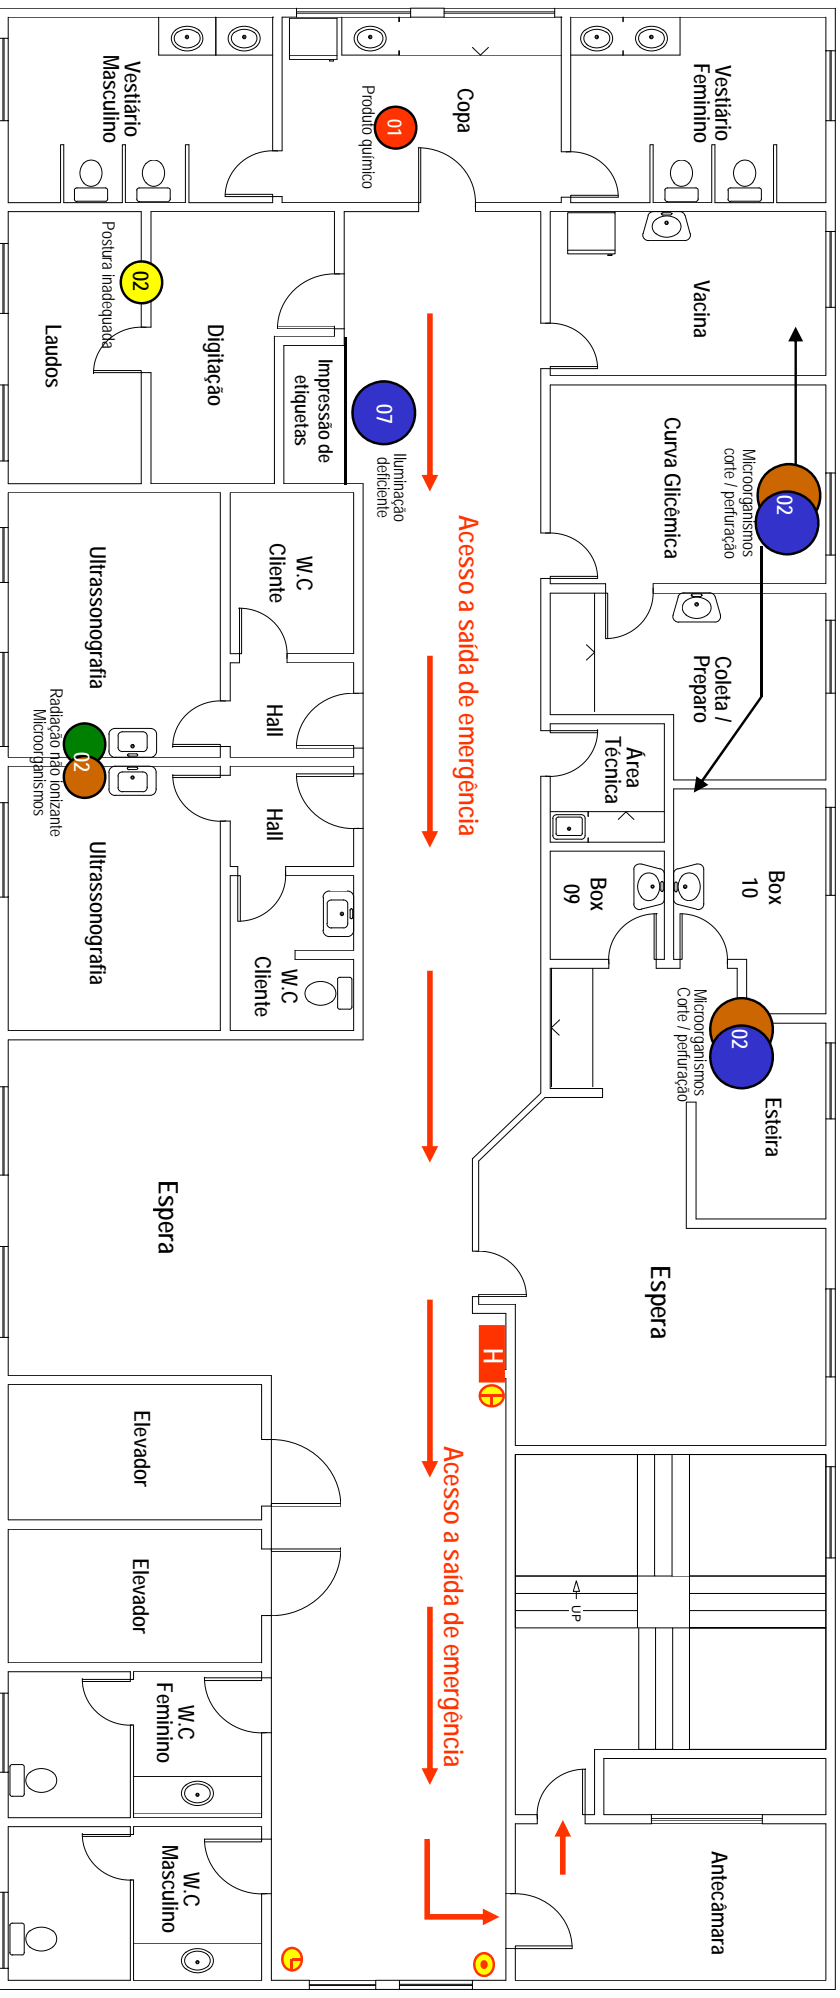 Vestiário
Masculino
Copa
Vestiário
Feminino
01
Produto químico
02
Postura inadequada
Laudos
Digitação
Impressão de
etiquetas
07
Iluminação
deficiente
Vacina
Curva Glicêmica
02
Microorganismos
corte / perfuração
Acesso a saída de emergência
W.C
Cliente
Ultrassonografia
Hall
Coleta /
Preparo
Área
Técnica
02
Radiação não ionizante
Microorganismos
Ultrassonografia
Hall
W.C
Cliente
Box
09
Box
10
02
Microorganismos
Corte / perfuração
Esteira
Espera
Espera
H
Elevador
Elevador
Acesso a saída de emergência
UP
W.C
Feminino
W.C
Masculino
Antecâmara
L